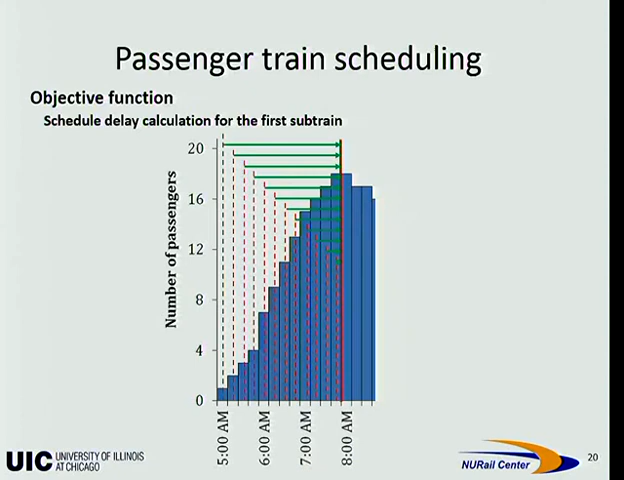 Passenger train scheduling
Objective function
Schedule delay calculation for the first subtrain
Number of passengers
20
16
12
8
4
0
5:00 AM
6:00 AM
7:00 AM
8:00 AM
UIC UNIVERSITY OF ILLINOIS
AT CHICAGO
NURail Center
20